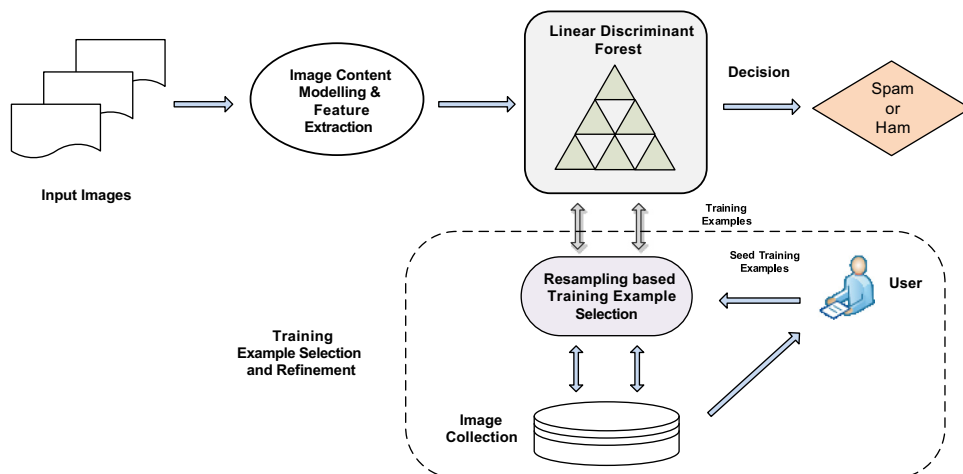 Linear Discriminant
Forest
Image Content
Modelling &
Feature
Extraction
Decision
Spam
or
Ham
Input Images
Training
Examples
Seed Training
Examples
Resampling based
Training Example
Selection
User
Training
Example Selection
and Refinement
Image
Collection